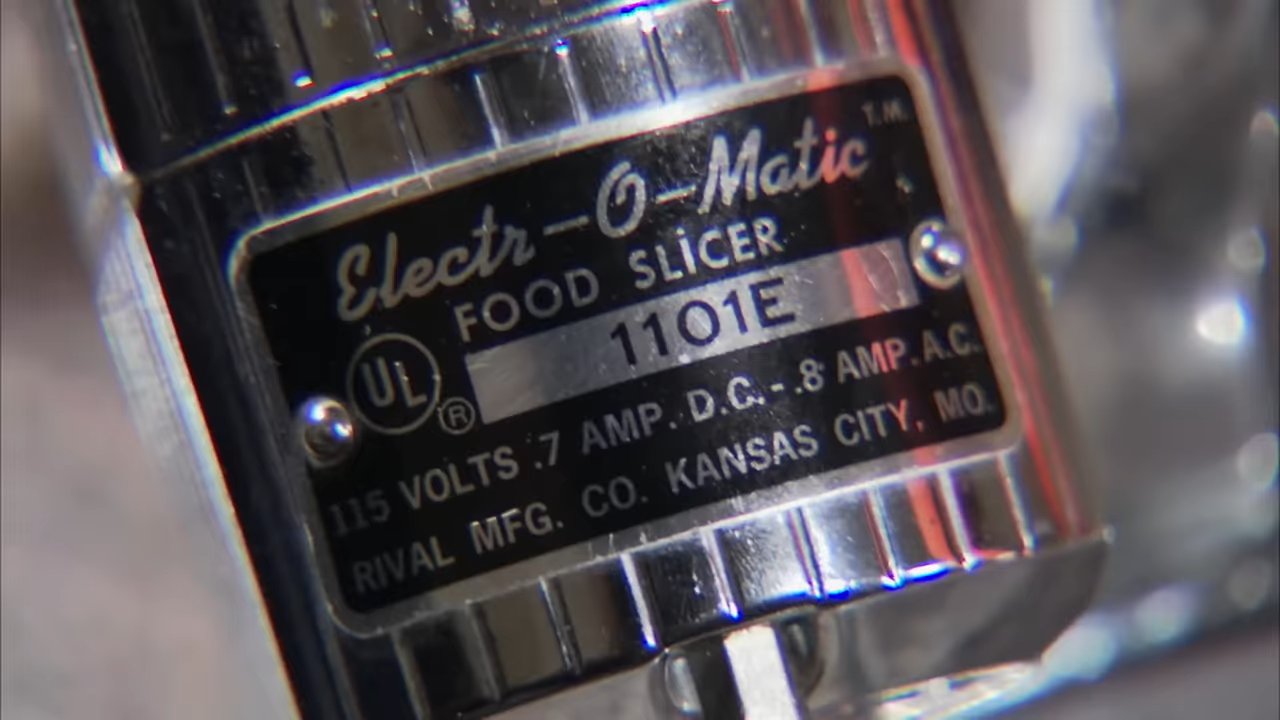 Electr-O-Matic T.M.
FOOD SLICER
UL ® 1101E
115 VOLTS .7 AMP. D.C. - .8 AMP. A.C.
RIVAL MFG. CO. KANSAS CITY, MO.